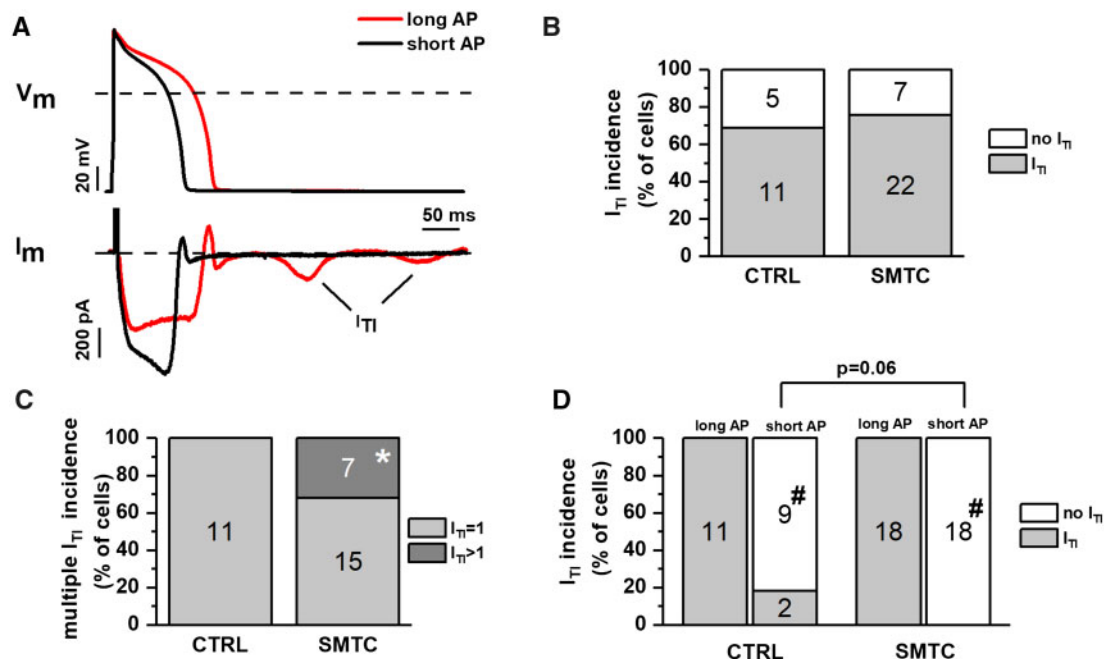 A
long AP
short AP
Vm
20 mV
50 ms
Im
200 pA
ITI
B
ITI incidence
(% of cells)
100
80
60
40
20
0
5
7
11
22
CTRL
SMTC
no ITI
ITI
C
multiple ITI incidence
(% of cells)
100
80
60
40
20
0
11
7 *
15
CTRL
SMTC
ITI=1
ITI>1
D
p=0.06
ITI incidence
(% of cells)
100
80
60
40
20
0
long AP short AP long AP short AP
11
9#
2
18
18#
CTRL
SMTC
no ITI
ITI